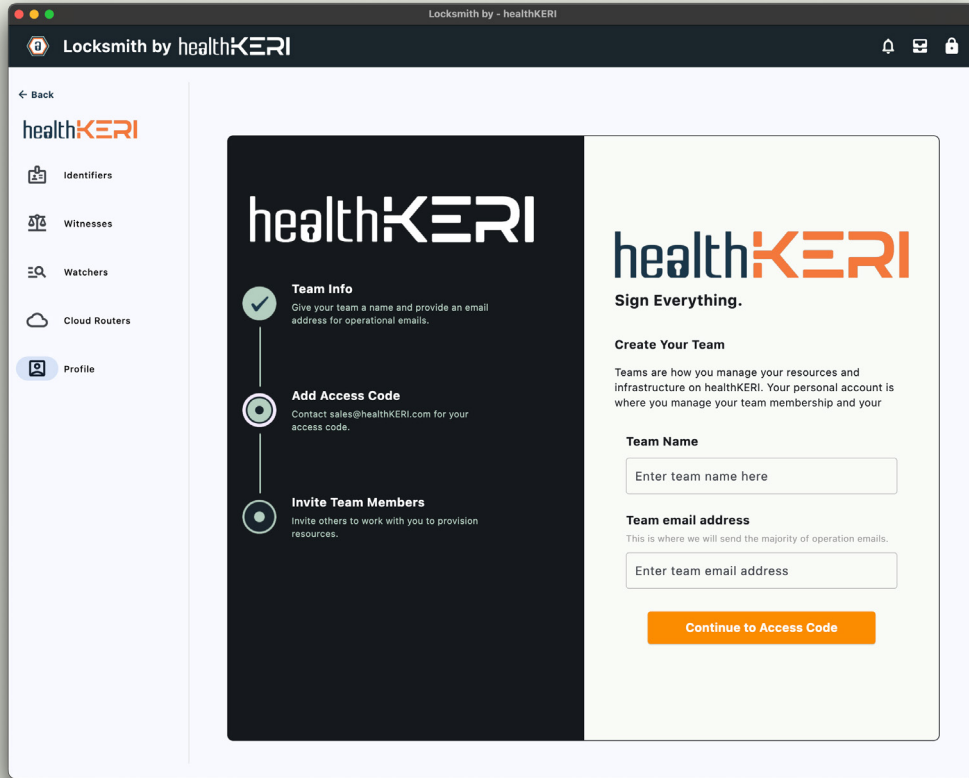 Locksmith by - healthKERI
Locksmith by healthKERI
Back
healthKERI
Identifiers
Witnesses
Watchers
Cloud Routers
Profile
healthKERI
Team Info
Give your team a name and provide an email
address for operational emails.
Add Access Code
Contact sales@healthKERI.com for your
access code.
Invite Team Members
Invite others to work with you to provision
resources.
healthKERI
Sign Everything.
Create Your Team
Teams are how you manage your resources and
infrastructure on healthKERI. Your personal account is
where you manage your team membership and your
Team Name
Enter team name here
Team email address
This is where we will send the majority of operation emails.
Enter team email address
Continue to Access Code